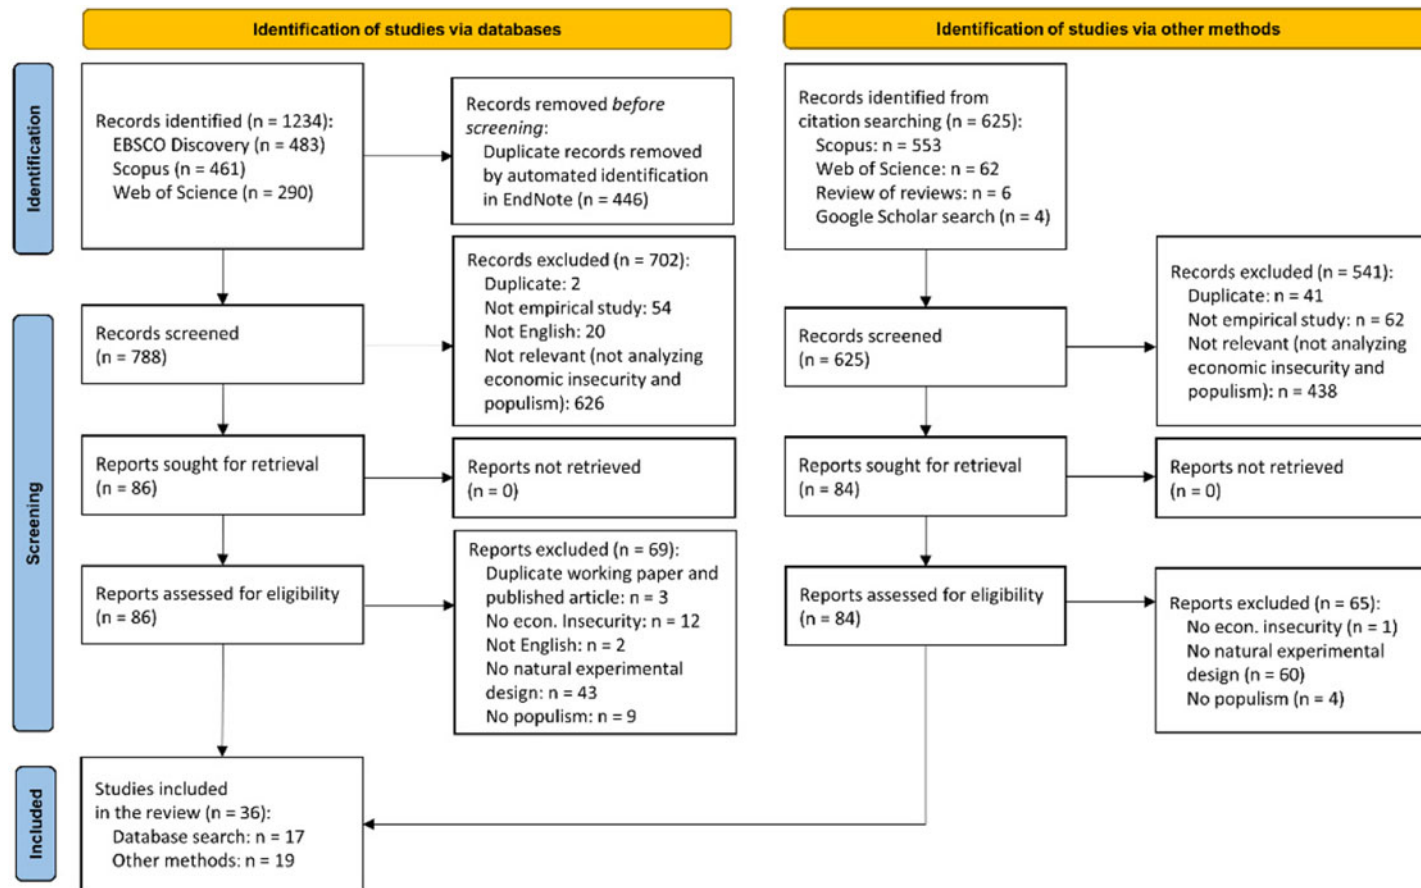 Identification of studies via databases
Identification of studies via other methods
Identification
Records identified (n = 1234):
EBSCO Discovery (n = 483)
Scopus (n = 461)
Web of Science (n = 290)
Records removed before
screening:
Duplicate records removed
by automated identification
in EndNote (n = 446)
Records identified from
citation searching (n = 625):
Scopus: n = 553
Web of Science: n = 62
Review of reviews: n = 6
Google Scholar search (n = 4)
Screening
Records screened
(n = 788)
Records excluded (n = 702):
Duplicate: 2
Not empirical study: 54
Not English: 20
Not relevant (not analyzing
economic insecurity and
populism): 626
Records screened
(n = 625)
Records excluded (n = 541):
Duplicate: n = 41
Not empirical study: n = 62
Not relevant (not analyzing
economic insecurity and
populism): n = 438
Reports sought for retrieval
(n = 86)
Reports not retrieved
(n = 0)
Reports sought for retrieval
(n = 84)
Reports not retrieved
(n = 0)
Reports assessed for eligibility
(n = 86)
Reports excluded (n = 69):
Duplicate working paper and
published article: n = 3
No econ. Insecurity: n = 12
Not English: n = 2
No natural experimental
design: n = 43
No populism: n = 9
Reports assessed for eligibility
(n = 84)
Reports excluded (n = 65):
No econ. insecurity (n = 1)
No natural experimental
design (n = 60)
No populism (n = 4)
Included
Studies included
in the review (n = 36):
Database search: n = 17
Other methods: n = 19